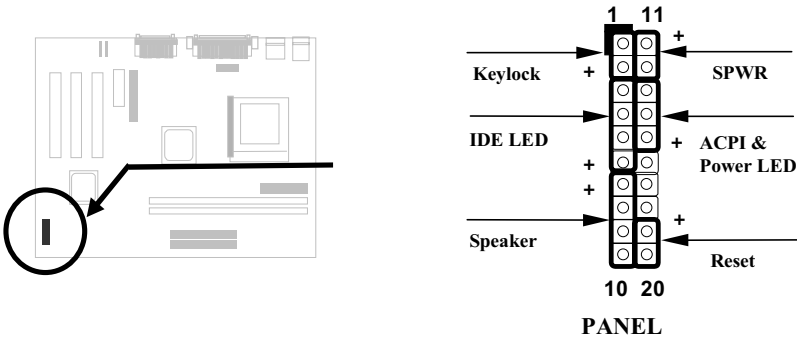 1 11
+
Keylock + SPWR
IDE LED + ACPI &
Power LED
+
+
+
Speaker
Reset
10 20
PANEL